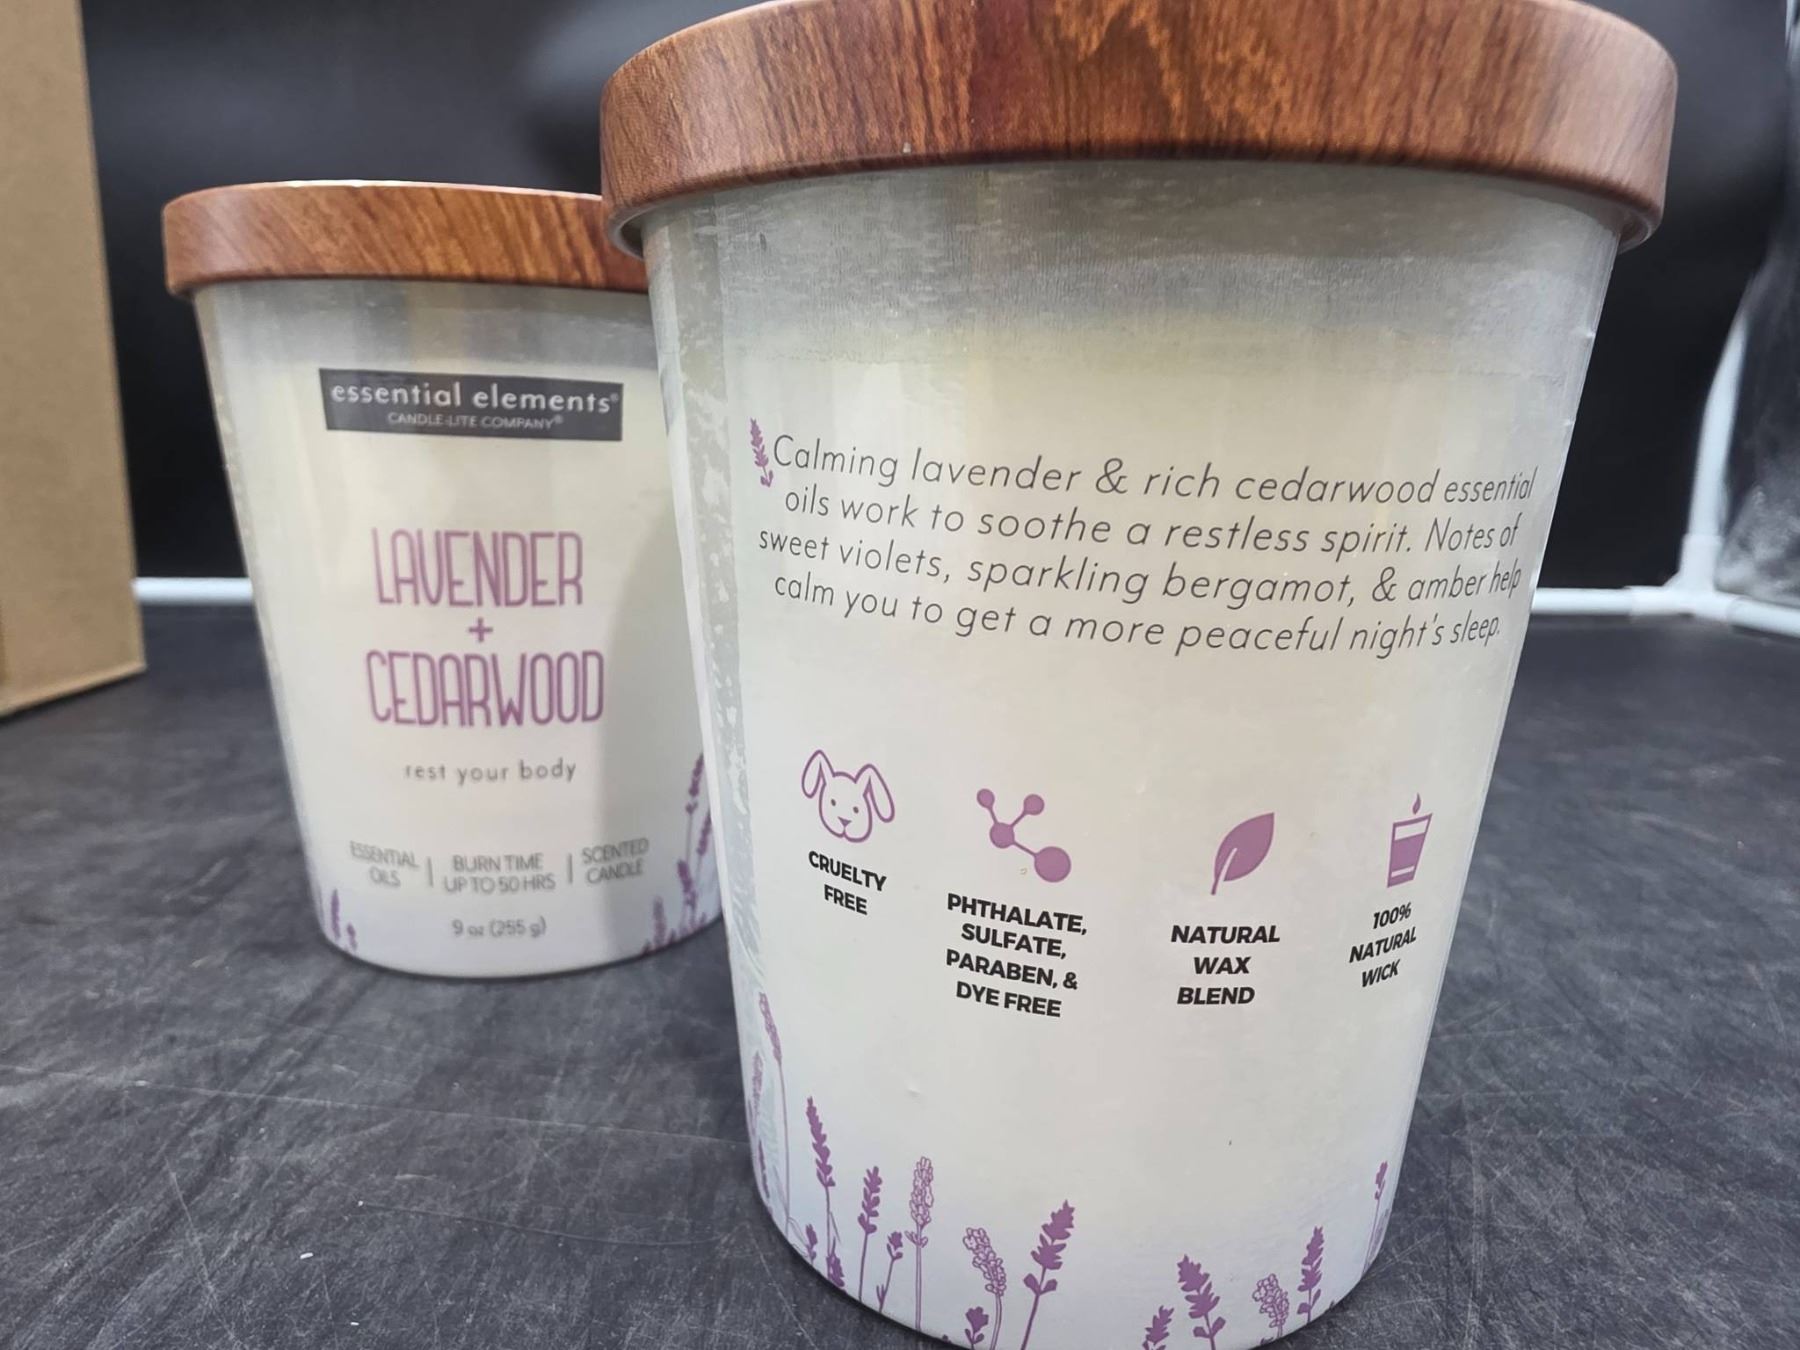 essential elements®
CANDLE-LITE COMPANY®
LAVENDER
+
CEDARWOOD
rest your body
ESSENTIAL OILS | BURN TIME UP TO 50 HRS | SCENTED CANDLE
9 oz (255 g)
Calming lavender & rich cedarwood essential
oils work to soothe a restless spirit. Notes of
sweet violets, sparkling bergamot, & amber help
calm you to get a more peaceful night's sleep.
CRUELTY
FREE
PHTHALATE,
SULFATE,
PARABEN, &
DYE FREE
NATURAL
WAX
BLEND
100%
NATURAL
WICK